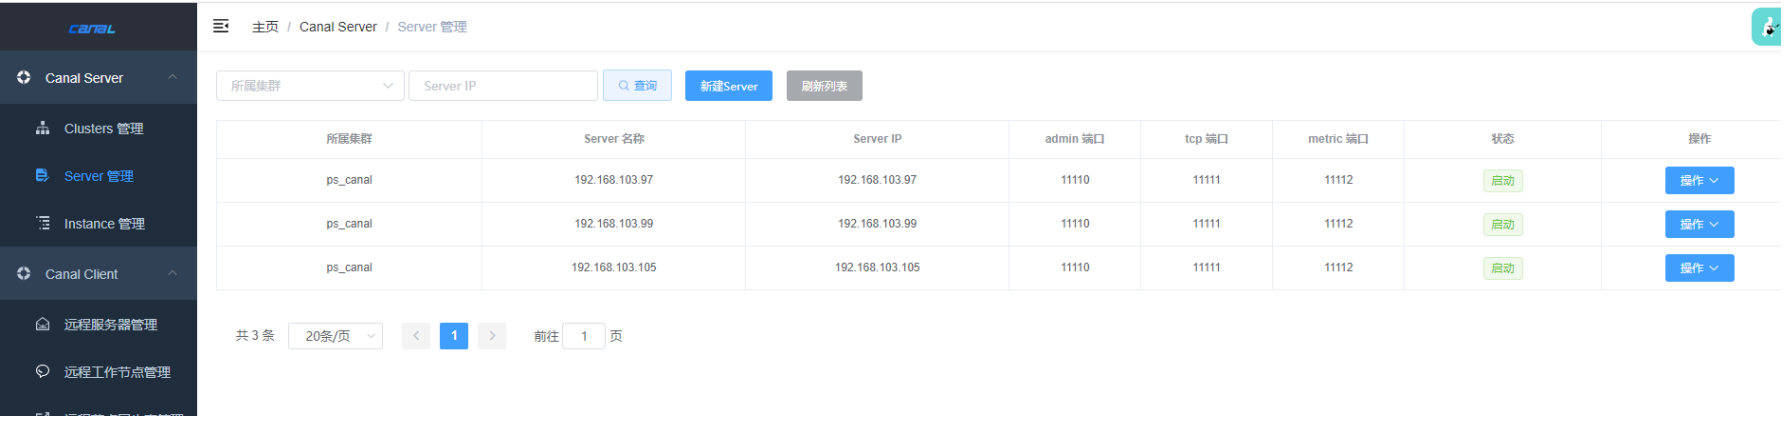 canal
主页 / Canal Server / Server 管理
Canal Server
Clusters 管理
Server 管理
Instance 管理
Canal Client
远程服务器管理
远程工作节点管理
所属集群 Server IP 查询 新建Server 刷新列表
所属集群 Server 名称 Server IP admin 端口 tcp 端口 metric 端口 状态 操作
ps_canal 192.168.103.97 192.168.103.97 11110 11111 11112 启动 操作
ps_canal 192.168.103.99 192.168.103.99 11110 11111 11112 启动 操作
ps_canal 192.168.103.105 192.168.103.105 11110 11111 11112 启动 操作
共 3 条 20条/页 < 1 > 前往 1 页